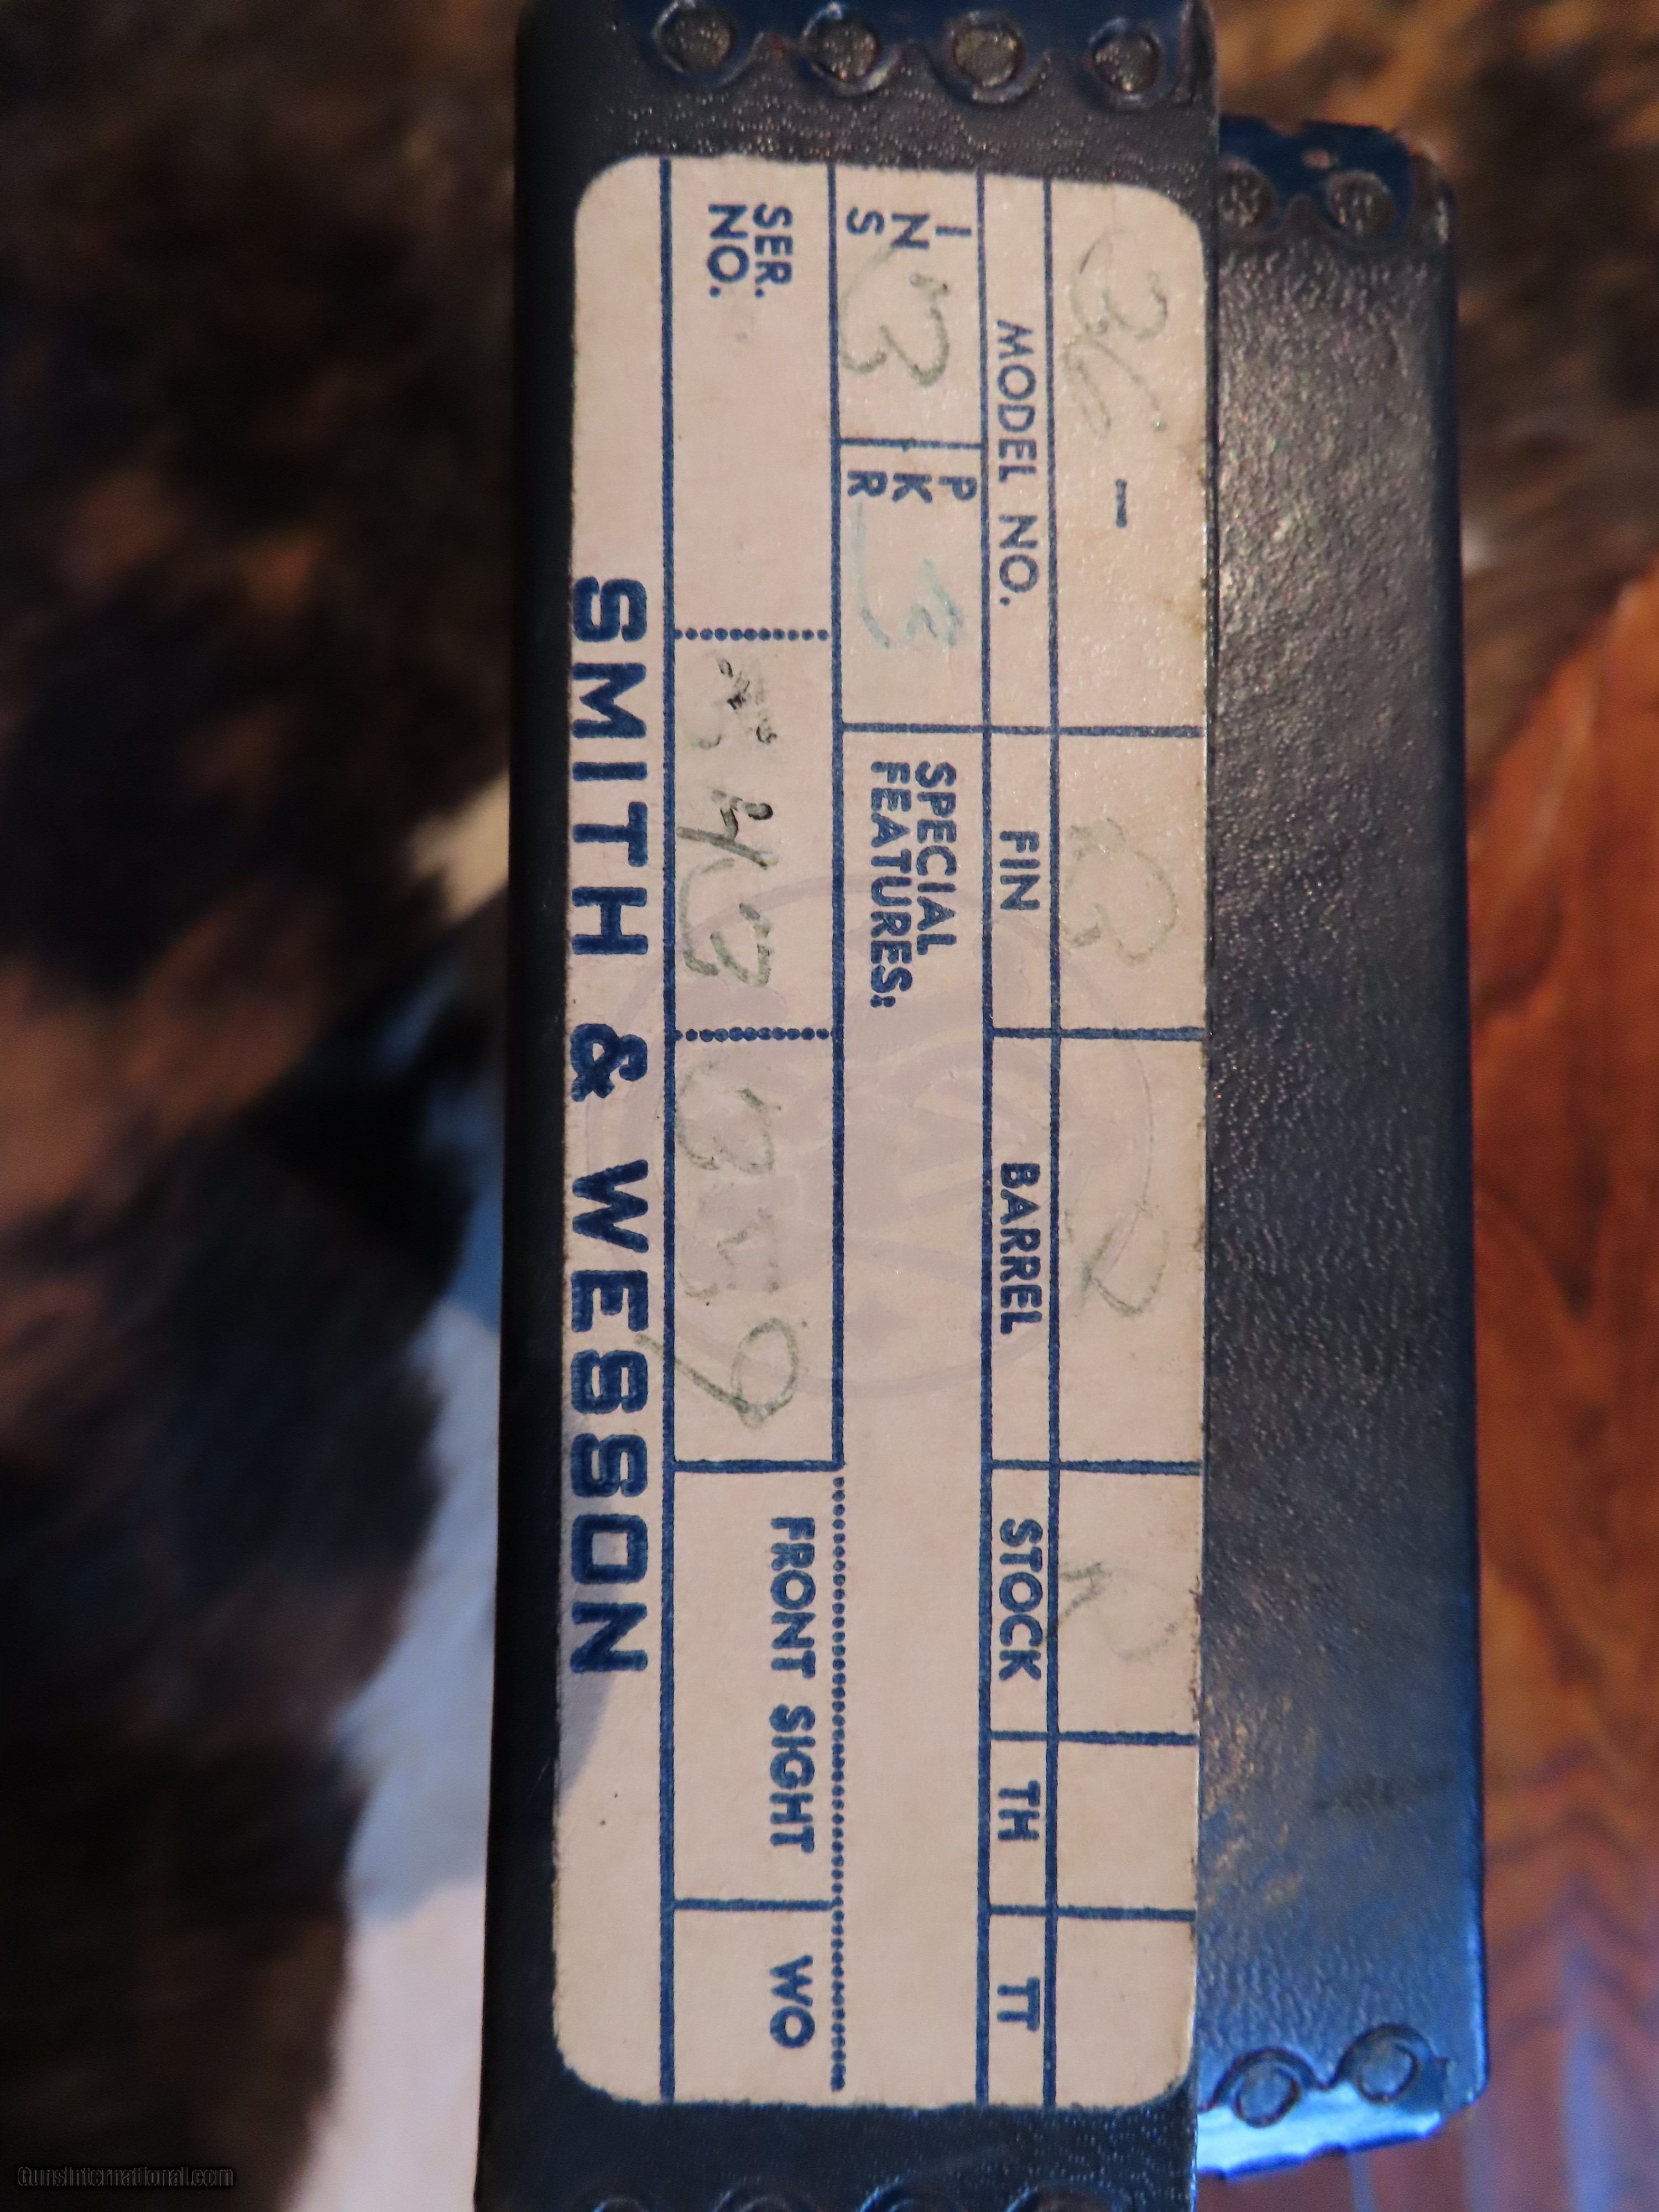 36 - B 2 R
MODEL NO. FIN BARREL STOCK TH TT
INS 3 PKR 3 SPECIAL FEATURES:
SER. NO. 359 FRONT SIGHT WO
SMITH & WESSON
GunsInternational.com